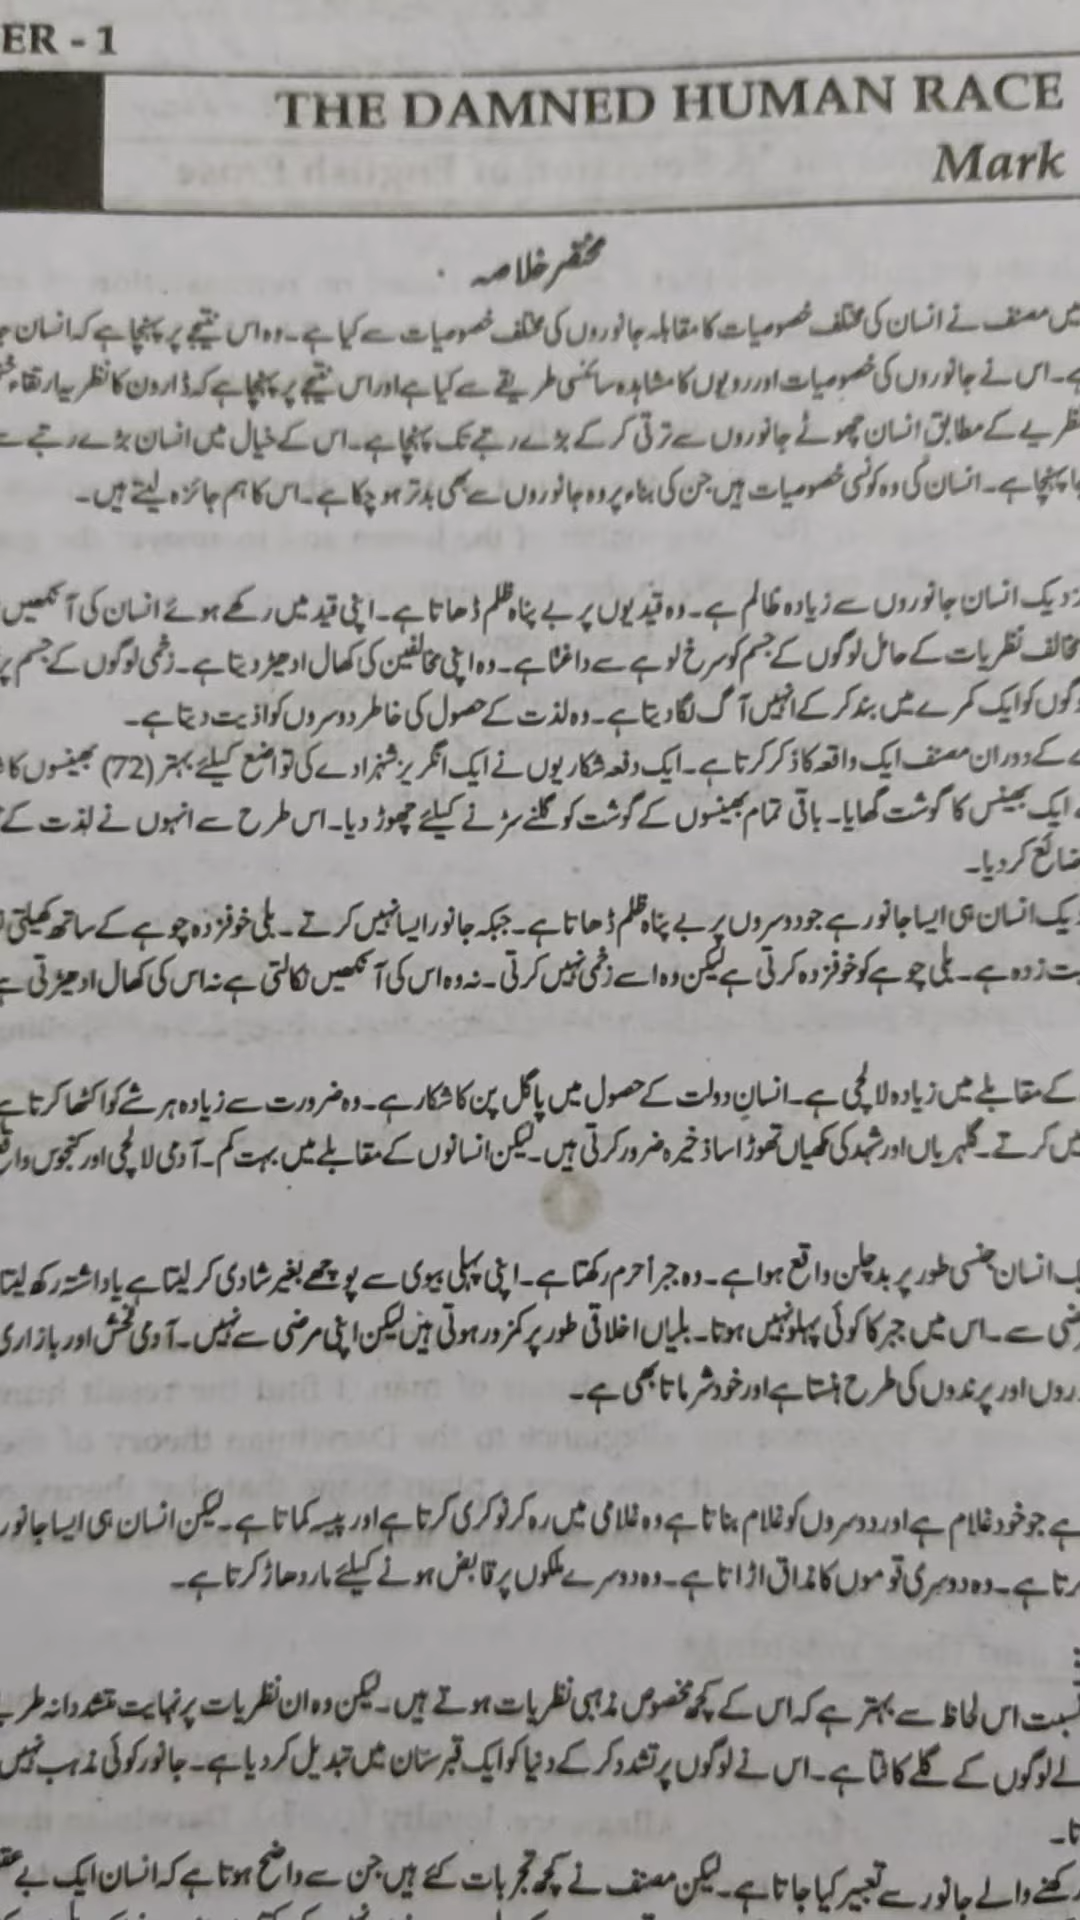 ER - 1
THE DAMNED HUMAN RACE
Mark
مختصر خلاصہ
میں مصنف نے انسان کی مختلف خصوصیات کا مقابلہ جانوروں کی مختلف خصوصیات سے کیا ہے۔ وہ اس نتیجے پر پہنچا ہے کہ انسان
ہے۔ اس نے جانوروں کی خصوصیات اور رویوں کا مشاہدہ سائنسی طریقے سے کیا ہے اور اس نتیجے پر پہنچا ہے کہ ڈارون کا نظریہ ارتقاء
نظریے کے مطابق انسان چھوٹے جانوروں سے ترقی کر کے بڑے رتبے تک پہنچا ہے۔ اس کے خیال میں انسان بڑے رتبے سے
جا پہنچا ہے۔ انسان کی وہ کونسی خصوصیات ہیں جن کی بناء پر وہ جانوروں سے بھی بدتر ہو چکا ہے۔ اس کا ہم جائزہ لیتے ہیں۔
نزدیک انسان جانوروں سے زیادہ ظالم ہے۔ وہ قیدیوں پر بے پناہ ظلم ڈھاتا ہے۔ اپنی قید میں رکھے ہوئے انسان کی آنکھیں
مخالف نظریات کے حامل لوگوں کے جسم کو سرخ لوہے سے داغتا ہے۔ وہ اپنی مخالفین کی کھال ادھیڑ دیتا ہے۔ زخمی لوگوں کے جسم پر
لوگوں کو ایک کمرے میں بند کر کے انہیں آگ لگا دیتا ہے۔ وہ لذت کے حصول کی خاطر دوسروں کو اذیت دیتا ہے۔
کے دوران مصنف ایک واقعہ کا ذکر کرتا ہے۔ ایک دفعہ شکاریوں نے ایک انگریز شہزادے کی تواضع کیلئے بہتر (72) بھینسوں کا
ایک بھینس کا گوشت کھایا۔ باقی تمام بھینسوں کے گوشت کو گلنے سڑنے کیلئے چھوڑ دیا۔ اس طرح سے انہوں نے لذت کے
ضائع کر دیا۔
یک انسان ہی ایسا جانور ہے جو دوسروں پر بے پناہ ظلم ڈھاتا ہے۔ جبکہ جانور ایسا نہیں کرتے۔ بلی خوفزدہ چوہے کے ساتھ کھیلتی
زدہ ہے۔ بلی چوہے کو خوفزدہ کرتی ہے لیکن وہ اسے زخمی نہیں کرتی۔ نہ وہ اس کی آنکھیں نکالتی ہے نہ اس کی کھال ادھیڑتی ہے
کے مقابلے میں زیادہ لالچی ہے۔ انسان دولت کے حصول میں پاگل پن کا شکار ہے۔ وہ ضرورت سے زیادہ ہر شے کو اکٹھا کرتا ہے
نہیں کرتے۔ گلہریاں اور شہد کی مکھیاں تھوڑا سا ذخیرہ ضرور کرتی ہیں۔ لیکن انسانوں کے مقابلے میں بہت کم۔ آدمی لالچی اور کنجوس
انسان جنسی طور پر بدچلن واقع ہوا ہے۔ وہ جبراً حرم رکھتا ہے۔ اپنی پہلی بیوی سے پوچھے بغیر شادی کر لیتا ہے یا داشتہ رکھ لیتا
سے۔ اس میں جبر کا کوئی پہلو نہیں ہوتا۔ بلیاں اخلاقی طور پر کمزور ہوتی ہیں لیکن اپنی مرضی سے نہیں۔ آدمی فحش اور بازاری
اور پرندوں کی طرح ہنستا ہے اور خود شرماتا بھی ہے۔
ہے جو خود غلام ہے اور دوسروں کو غلام بناتا ہے وہ غلامی میں رہ کر نوکری کرتا ہے اور پیسہ کماتا ہے۔ لیکن انسان ہی ایسا جانور
ہے۔ وہ دوسری قوموں کا مذاق اڑاتا ہے۔ وہ دوسرے ملکوں پر قابض ہونے کیلئے مار دھاڑ کرتا ہے۔
نسبت اس لحاظ سے بہتر ہے کہ اس کے کچھ مخصوص مذہبی نظریات ہوتے ہیں۔ لیکن وہ ان نظریات پر نہایت متشددانہ
لوگوں کے گلے کاٹتا ہے۔ اس نے لوگوں پر تشدد کر کے دنیا کو ایک قبرستان میں تبدیل کر دیا ہے۔ جانور کوئی مذہب نہیں
رکھنے والے جانور سے تعبیر کیا جاتا ہے۔ لیکن مصنف نے کچھ تجربات کئے ہیں جن سے واضح ہوتا ہے کہ انسان ایک